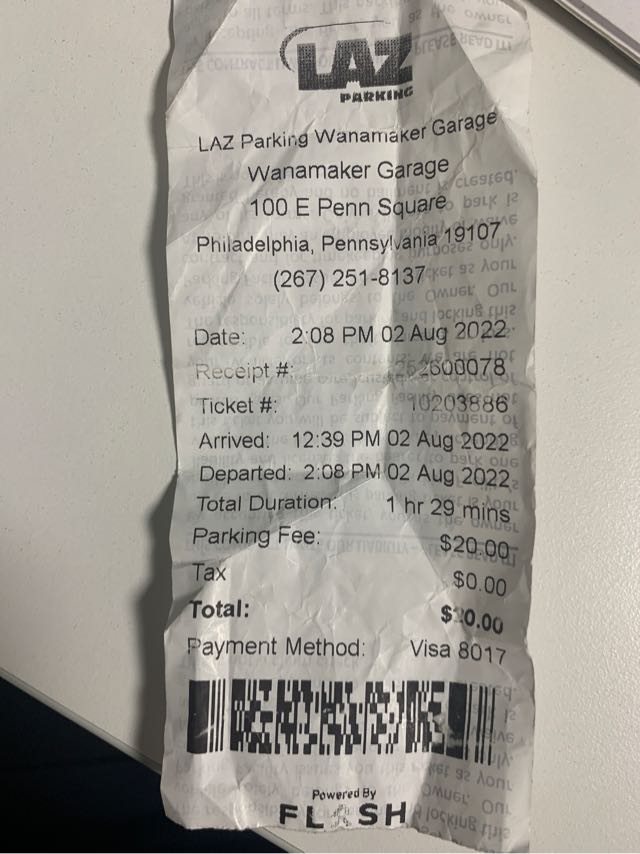 LAZ
PARKING
LAZ Parking Wanamaker Garage
Wanamaker Garage
100 E Penn Square
Philadelphia, Pennsylvania 19107
(267) 251-8137
Date: 2:08 PM 02 Aug 2022
Receipt #:
Ticket #: 10203886
Arrived: 12:39 PM 02 Aug 2022
Departed: 2:08 PM 02 Aug 2022
Total Duration: 1 hr 29 mins
Parking Fee: $20.00
Tax $0.00
Total: $20.00
Payment Method: Visa 8017
Powered By
FLASH